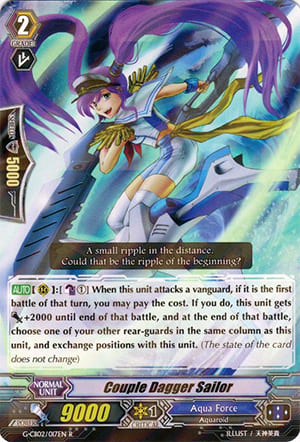 2
GRADE
5000
SHIELD
A small ripple in the distance.
Could that be the ripple of the beginning?
AUTO 1: [ 1 ] When this unit attacks a vanguard, if it is the first
battle of that turn, you may pay the cost. If you do, this unit gets
+2000 until end of that battle, and at the end of that battle,
choose one of your other rear-guards in the same column as this
unit, and exchange positions with this unit. (The state of card
does not change)
NORMAL
UNIT
Couple Dagger Sailor
POWER
9000
1
CRITICAL
Aqua Force
Aquaroid
G-CB02/017EN R
ILLUST / 天神英貴